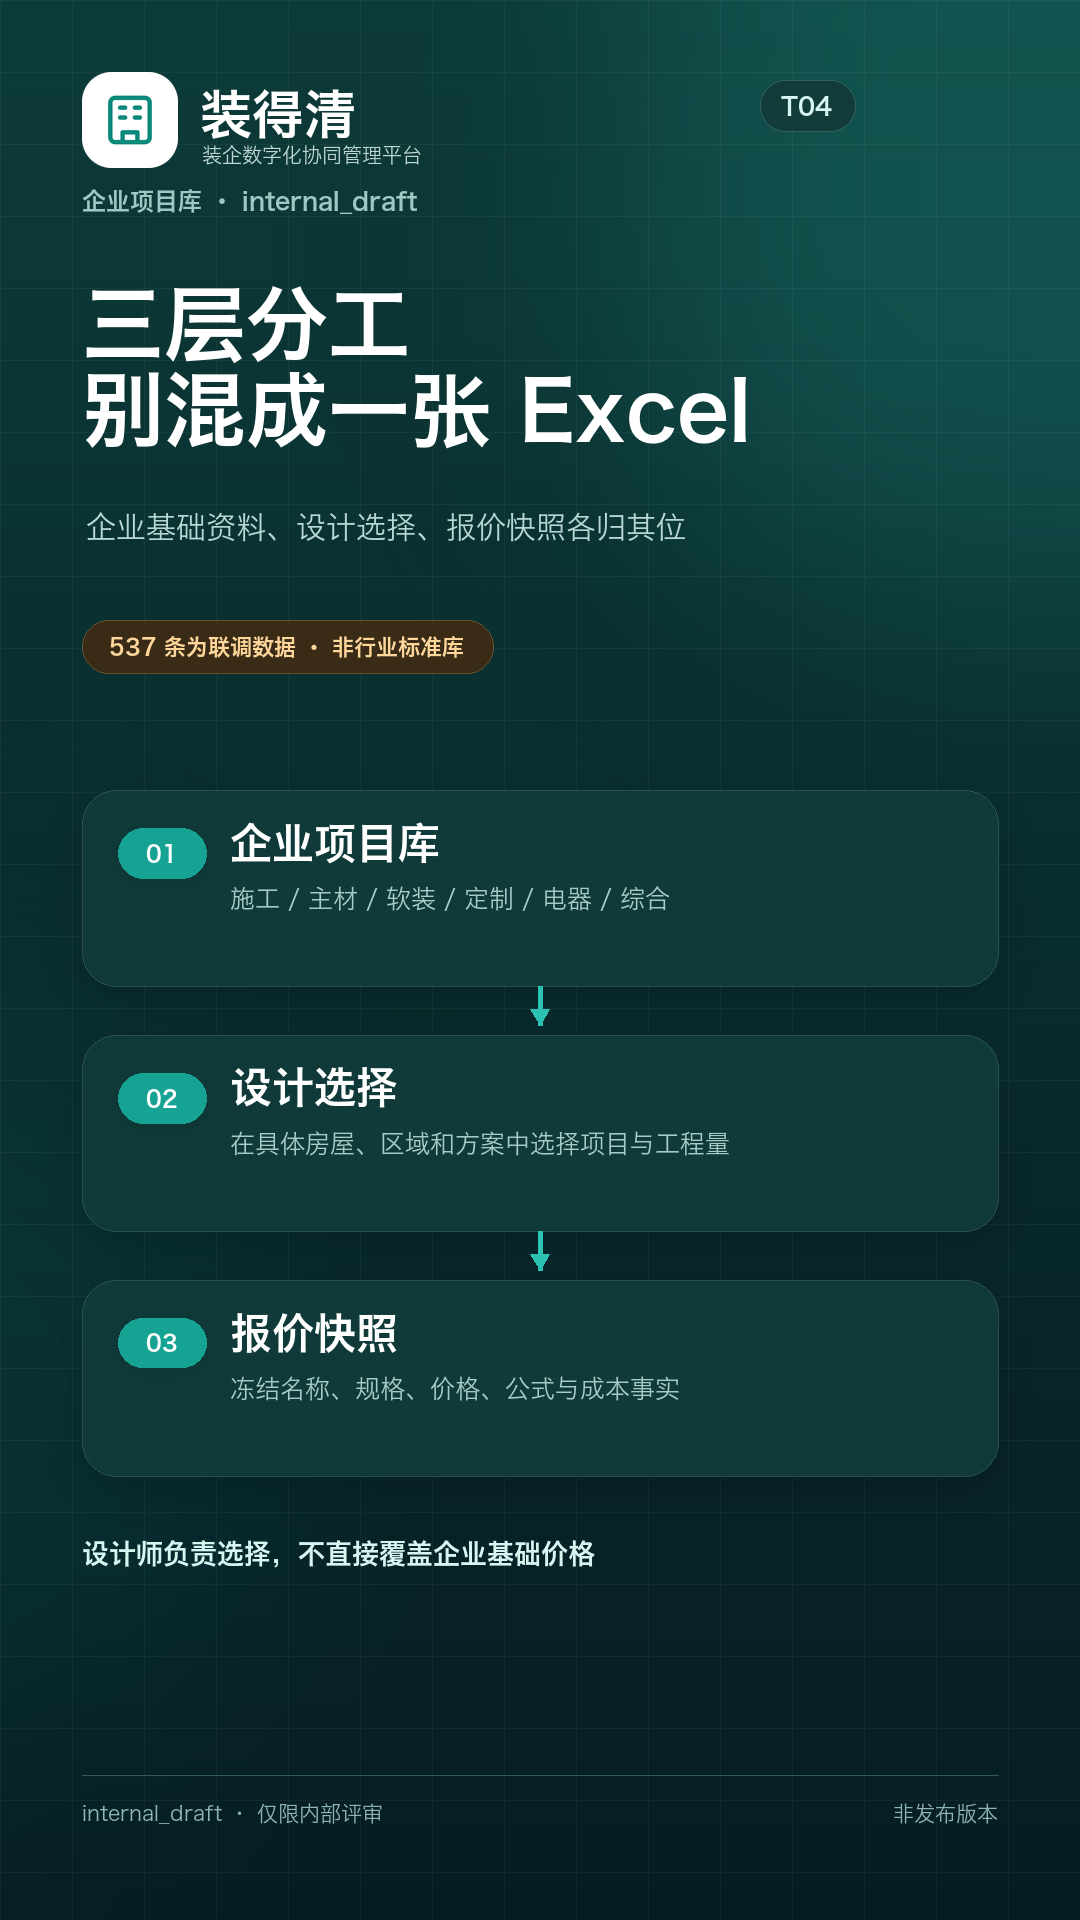 装得清
T04
装企数字化协同管理平台
企业项目库 · internal_draft
三层分工
别混成一张 Excel
企业基础资料、设计选择、报价快照各归其位
537 条为联调数据 · 非行业标准库
01 企业项目库
施工 / 主材 / 软装 / 定制 / 电器 / 综合
02 设计选择
在具体房屋、区域和方案中选择项目与工程量
03 报价快照
冻结名称、规格、价格、公式与成本事实
设计师负责选择，不直接覆盖企业基础价格
internal_draft · 仅限内部评审
非发布版本